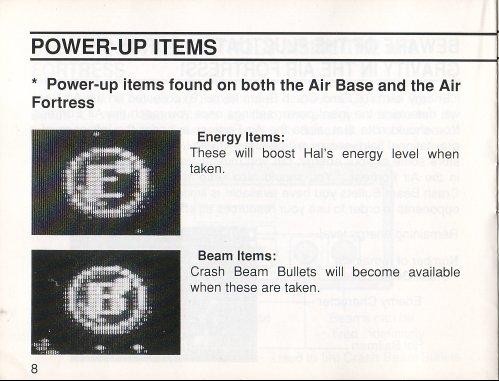 POWER-UP ITEMS
* Power-up items found on both the Air Base and the Air
Fortress
E
Energy Items:
These will boost Hal's energy level when
taken.
B
Beam Items:
Crash Beam Bullets will become available
when these are taken.
8